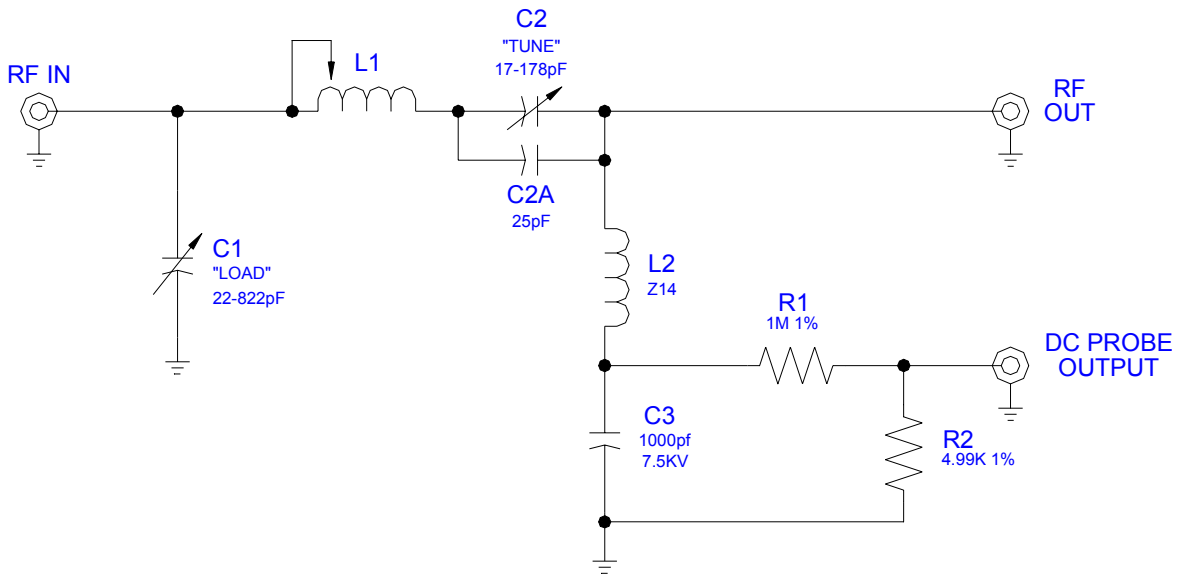 C2
"TUNE"
17-178pF
L1
RF IN
RF
OUT
C2A
25pF
C1
"LOAD"
22-822pF
L2
Z14
R1
1M 1%
DC PROBE
OUTPUT
C3
1000pf
7.5KV
R2
4.99K 1%